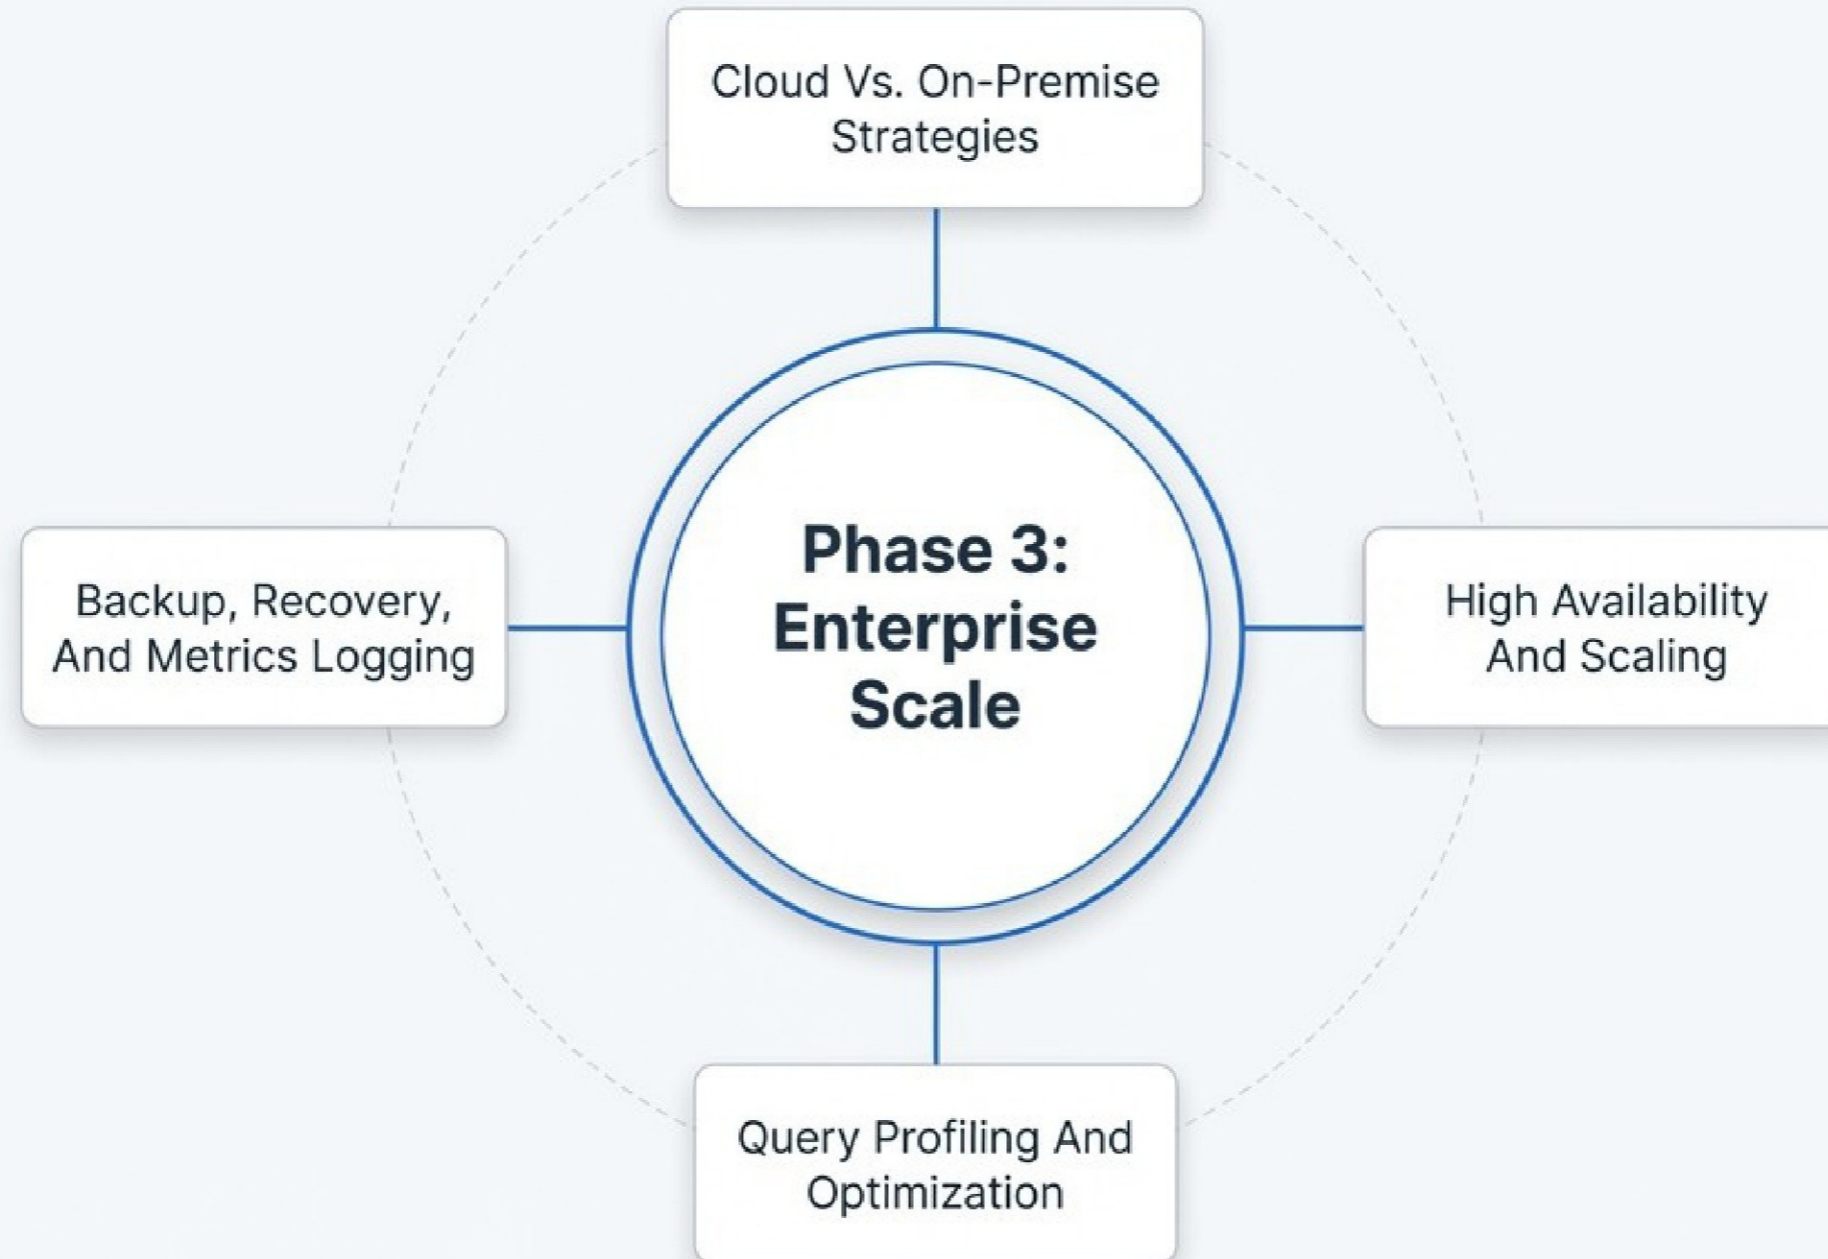 Cloud Vs. On-Premise
Strategies
Backup, Recovery,
And Metrics Logging
Phase 3:
Enterprise
Scale
High Availability
And Scaling
Query Profiling And
Optimization